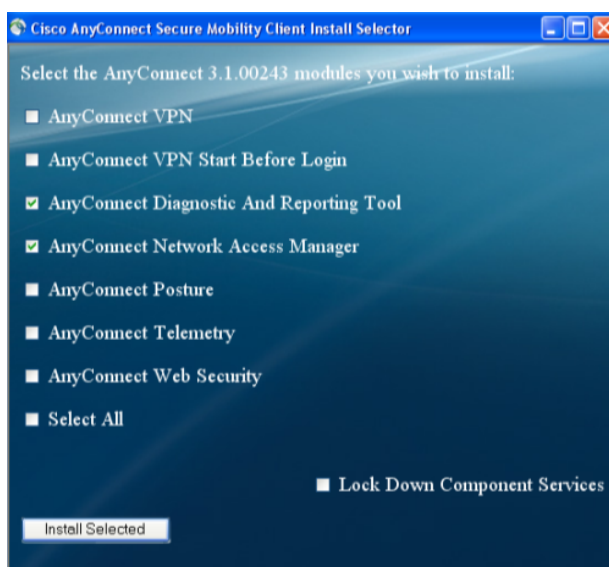 Cisco AnyConnect Secure Mobility Client Install Selector
Select the AnyConnect 3.1.00243 modules you wish to install:
AnyConnect VPN
AnyConnect VPN Start Before Login
AnyConnect Diagnostic And Reporting Tool
AnyConnect Network Access Manager
AnyConnect Posture
AnyConnect Telemetry
AnyConnect Web Security
Select All
Lock Down Component Services
Install Selected